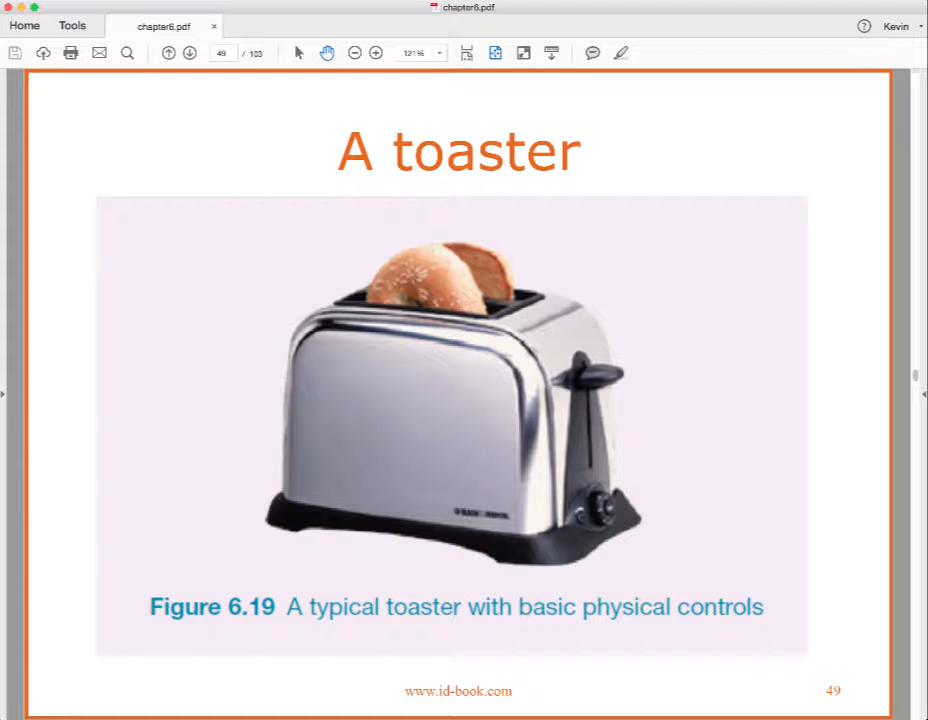 chapter6.pdf
Home Tools chapter6.pdf × ? Kevin
49 / 103 121%
A toaster
Figure 6.19 A typical toaster with basic physical controls
www.id-book.com 49